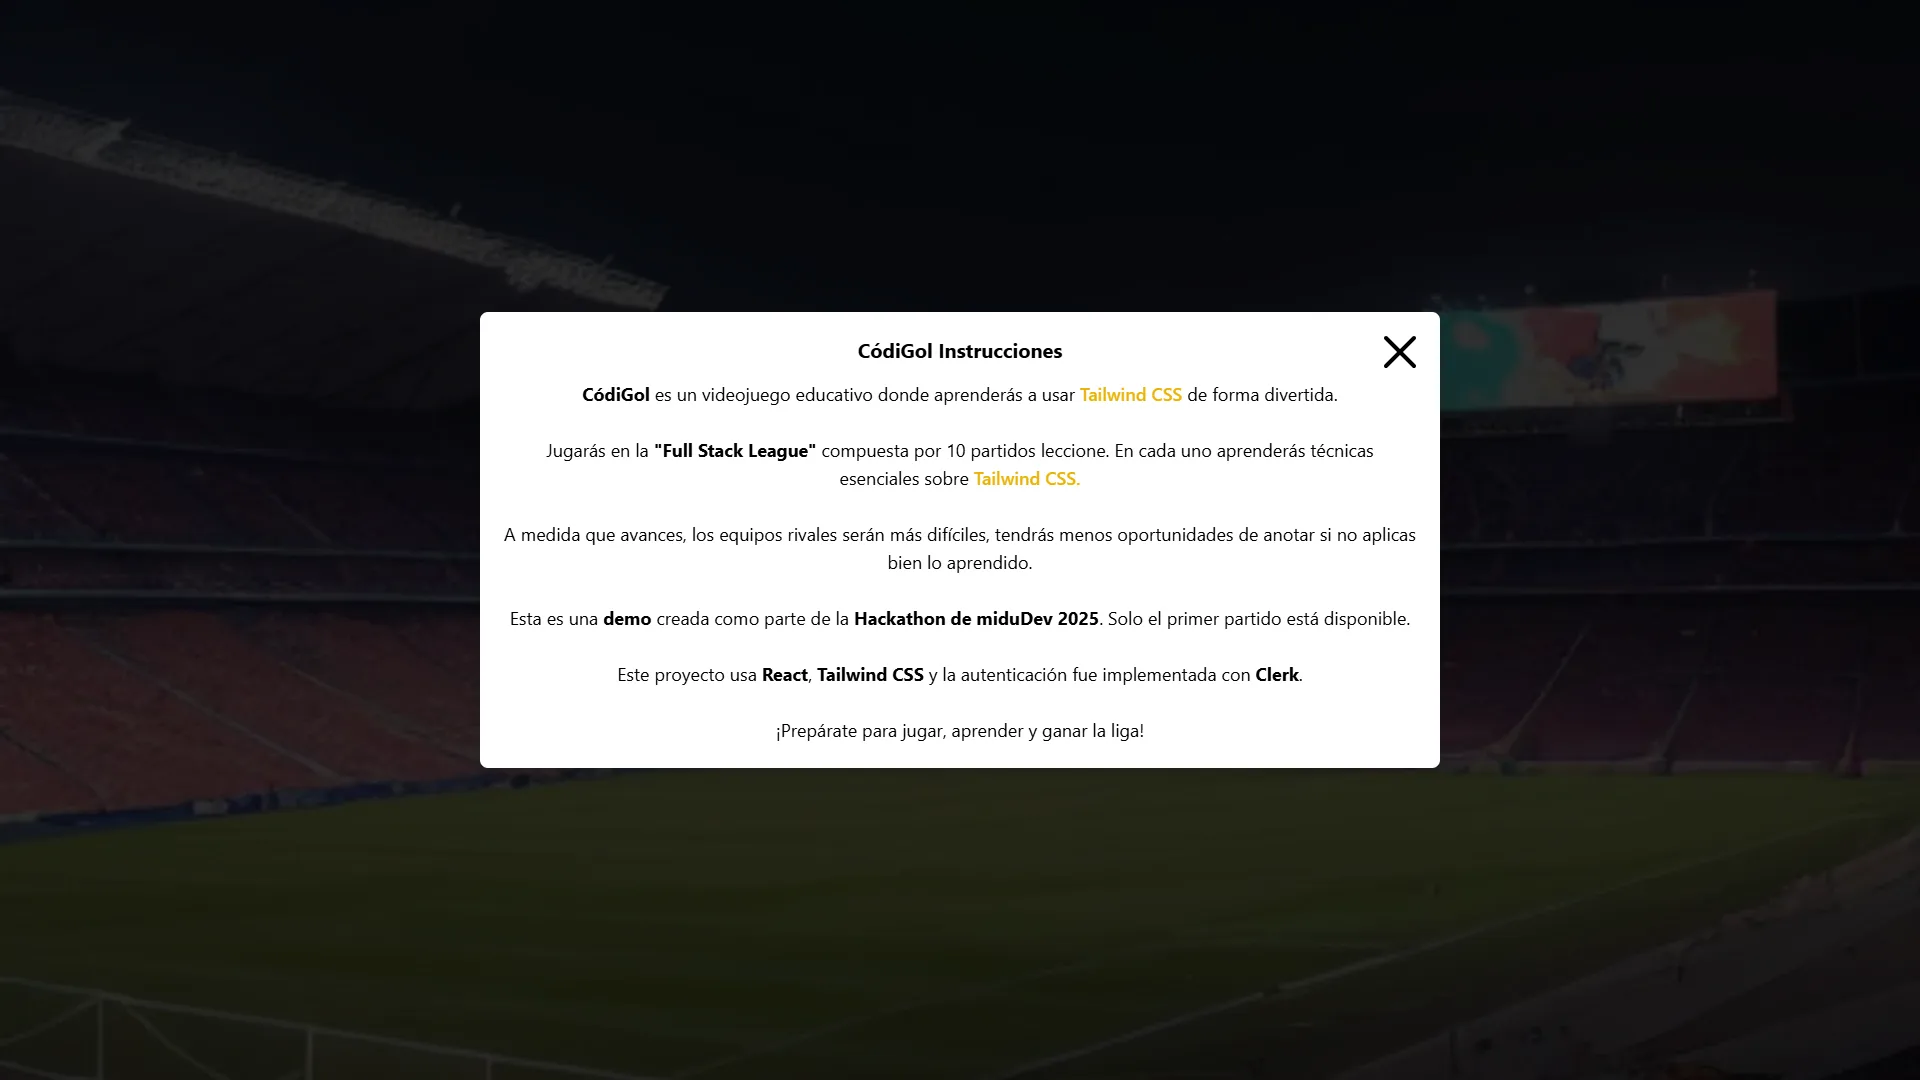 CódiGol Instrucciones
CódiGol es un videojuego educativo donde aprenderás a usar Tailwind CSS de forma divertida.
Jugarás en la "Full Stack League" compuesta por 10 partidos leccione. En cada uno aprenderás técnicas
esenciales sobre Tailwind CSS.
A medida que avances, los equipos rivales serán más difíciles, tendrás menos oportunidades de anotar si no aplicas
bien lo aprendido.
Esta es una demo creada como parte de la Hackathon de miduDev 2025. Solo el primer partido está disponible.
Este proyecto usa React, Tailwind CSS y la autenticación fue implementada con Clerk.
¡Prepárate para jugar, aprender y ganar la liga!